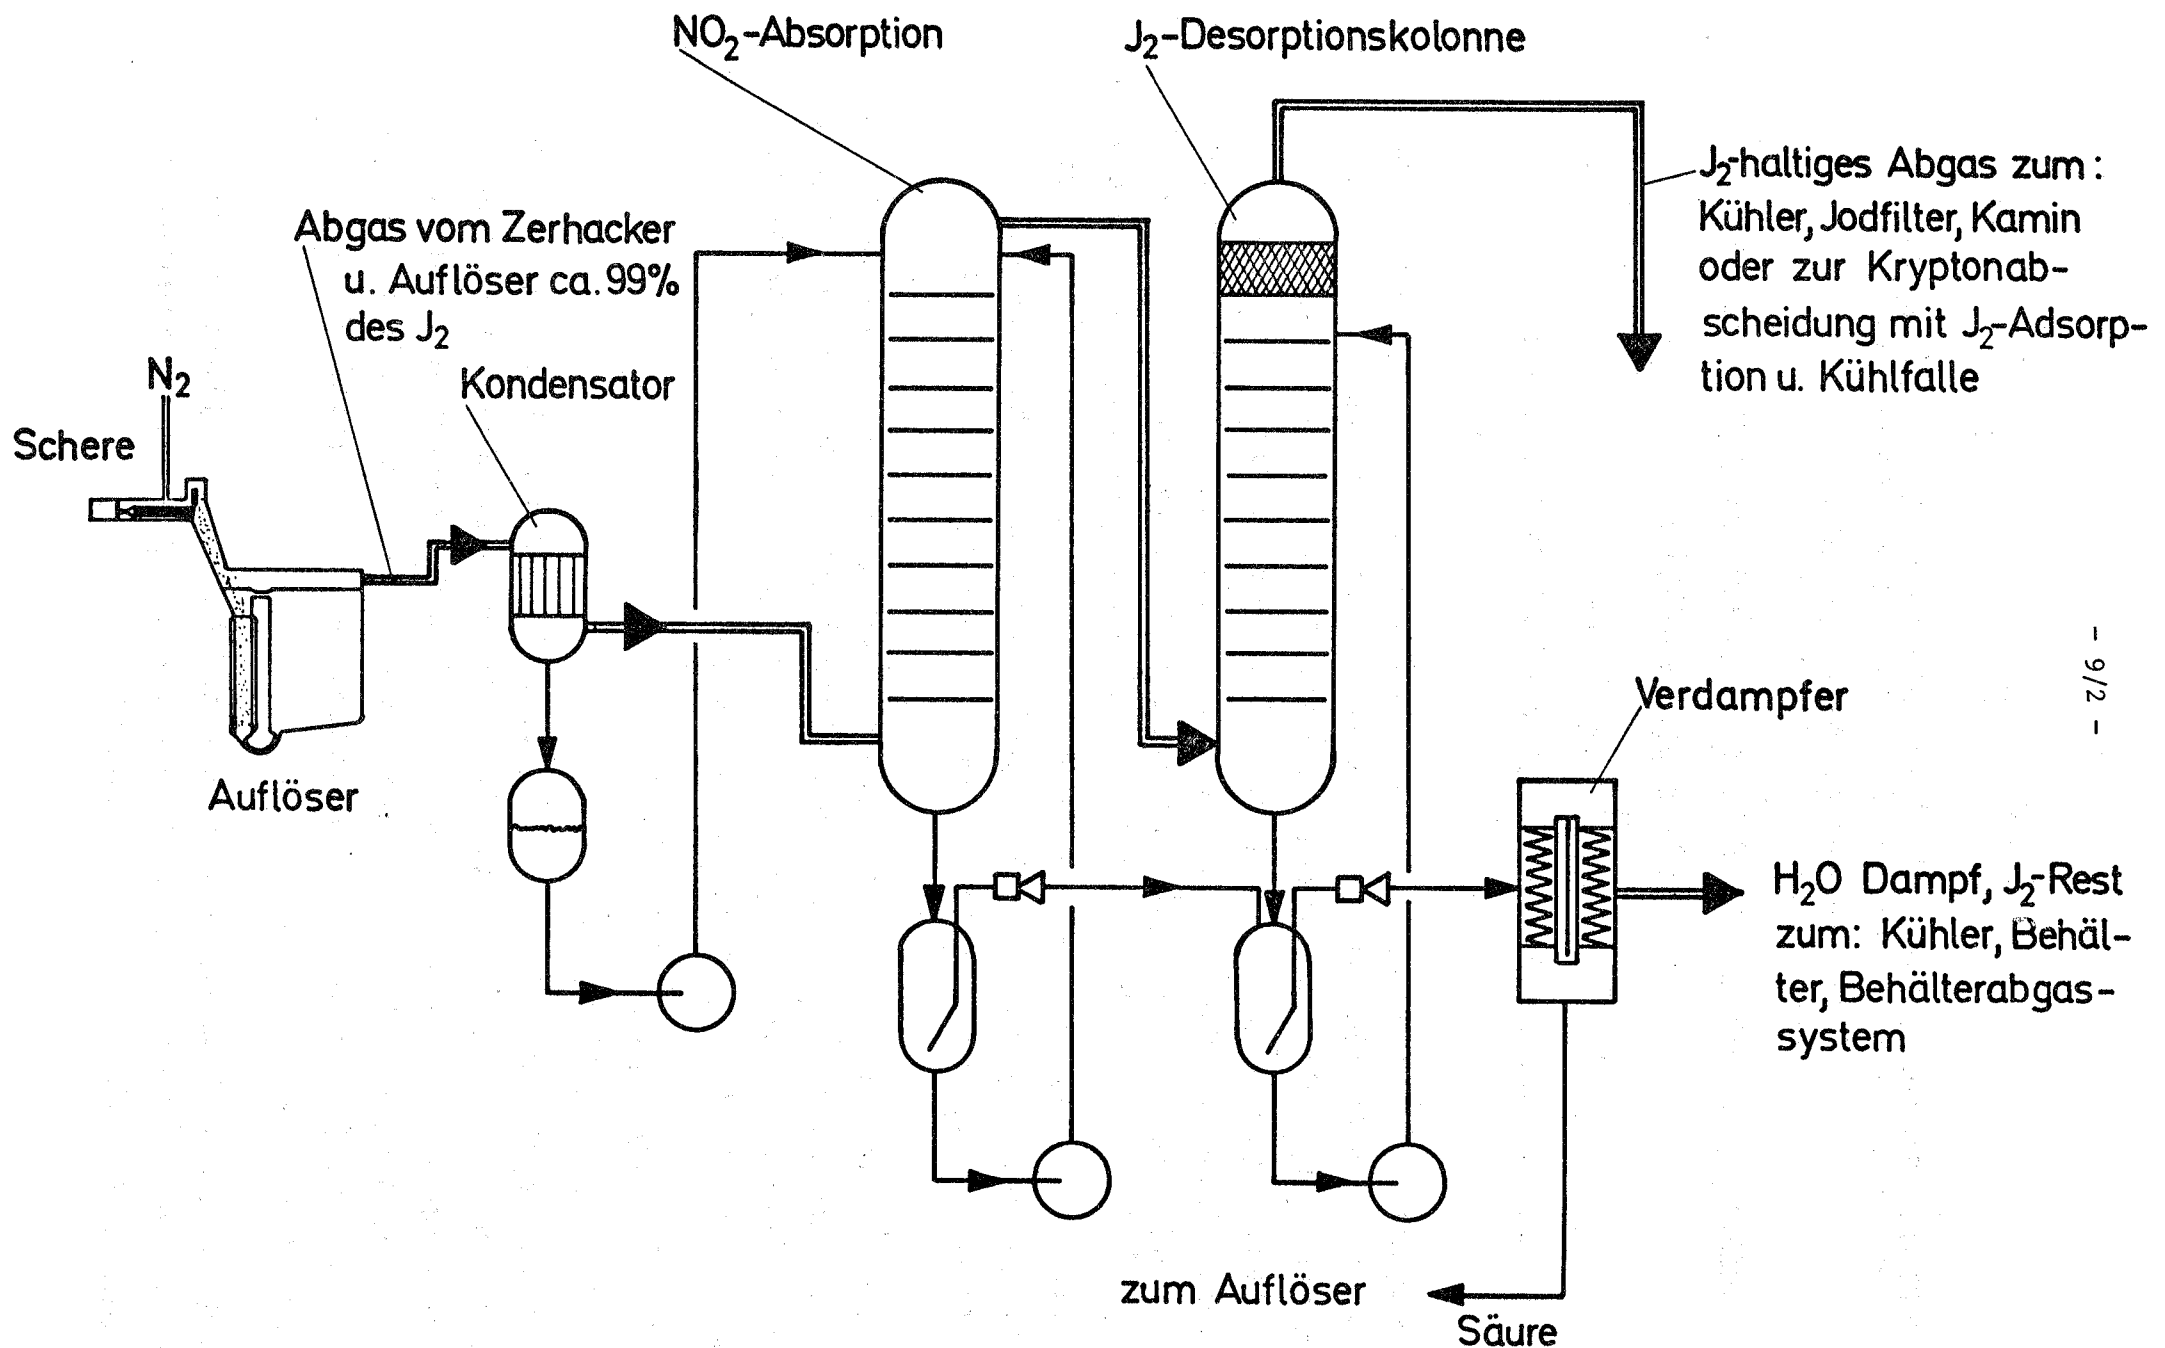 NO₂-Absorption
J₂-Desorptionskolonne
J₂-haltiges Abgas zum:
Kühler, Jodfilter, Kamin
oder zur Kryptonab-
scheidung mit J₂-Adsorp-
tion u. Kühlfalle
Abgas vom Zerhacker
u. Auflöser ca. 99%
des J₂
N₂
Kondensator
Schere
Auflöser
- 9/2 -
Verdampfer
H₂O Dampf, J₂-Rest
zum: Kühler, Behäl-
ter, Behälterabgas-
system
zum Auflöser
Säure